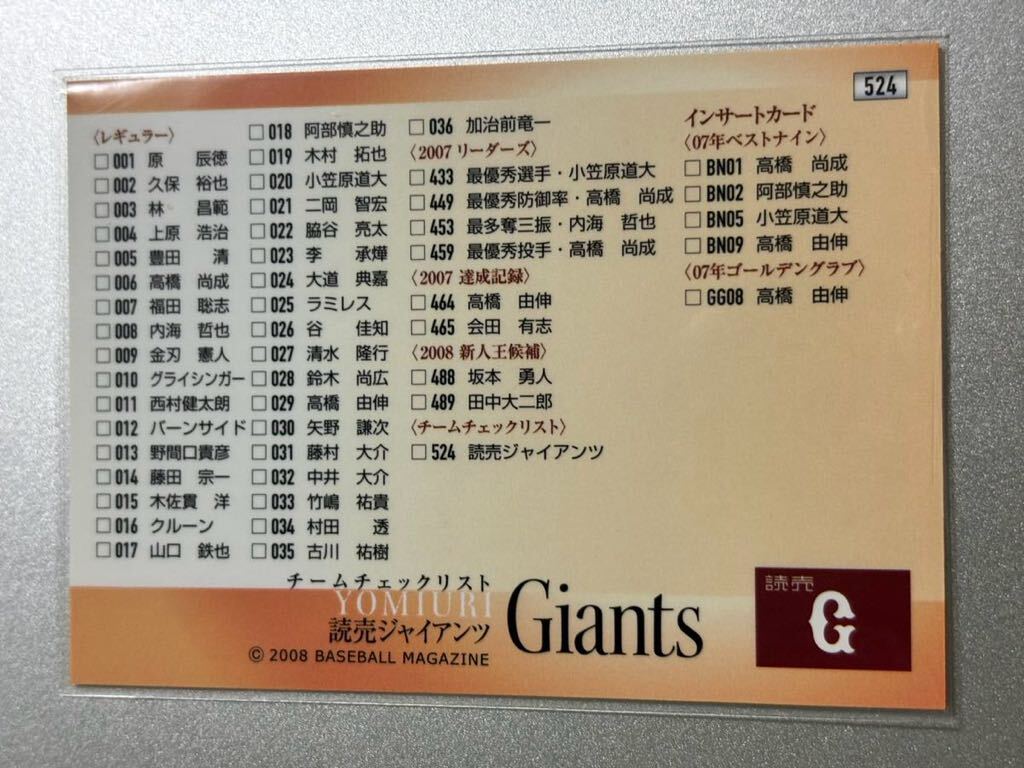 524
〈レギュラー〉
□001 原 辰徳
□002 久保 裕也
□003 林 昌範
□004 上原 浩治
□005 豊田 清
□006 高橋 尚成
□007 福田 聡志
□008 内海 哲也
□009 金刃 憲人
□010 グライシンガー
□011 西村健太朗
□012 バーンサイド
□013 野間口貴彦
□014 藤田 宗一
□015 木佐貫 洋
□016 クルーン
□017 山口 鉄也
□018 阿部慎之助
□019 木村 拓也
□020 小笠原道大
□021 二岡 智宏
□022 脇谷 亮太
□023 李 承燁
□024 大道 典嘉
□025 ラミレス
□026 谷 佳知
□027 清水 隆行
□028 鈴木 尚広
□029 高橋 由伸
□030 矢野 謙次
□031 藤村 大介
□032 中井 大介
□033 竹嶋 祐貴
□034 村田 透
□035 古川 祐樹
□036 加治前竜一
〈2007 リーダーズ〉
□433 最優秀選手・小笠原道大
□449 最優秀防御率・高橋 尚成
□453 最多奪三振・内海 哲也
□459 最優秀投手・高橋 尚成
〈2007 達成記録〉
□464 高橋 由伸
□465 会田 有志
〈2008 新人王候補〉
□488 坂本 勇人
□489 田中大二郎
〈チームチェックリスト〉
□524 読売ジャイアンツ
インサートカード
〈07年ベストナイン〉
□BN01 高橋 尚成
□BN02 阿部慎之助
□BN05 小笠原道大
□BN09 高橋 由伸
〈07年ゴールデングラブ〉
□GG08 高橋 由伸
チームチェックリスト
YOMIURI
読売ジャイアンツ
Giants
© 2008 BASEBALL MAGAZINE
読売
G